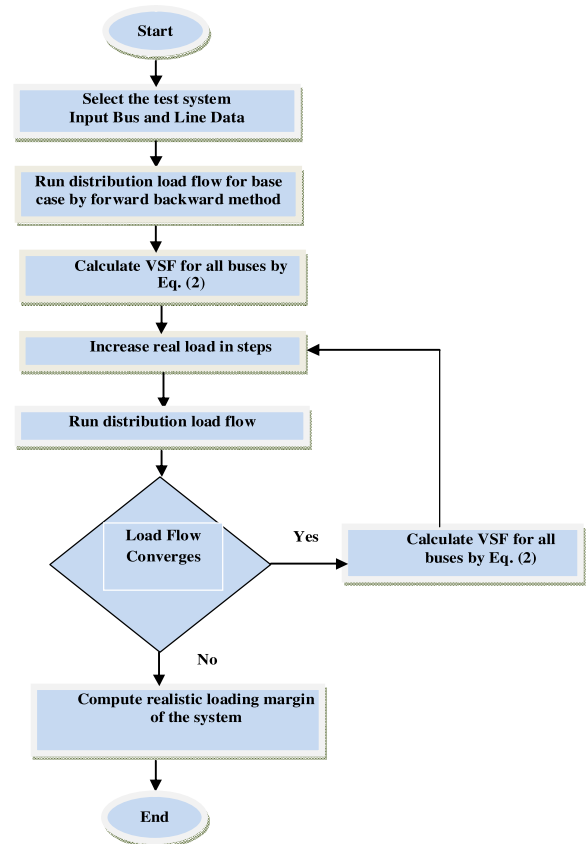 Start
Select the test system
Input Bus and Line Data
Run distribution load flow for base
case by forward backward method
Calculate VSF for all buses by
Eq. (2)
Increase real load in steps
Run distribution load flow
Load Flow
Converges
Yes
Calculate VSF for all
buses by Eq. (2)
No
Compute realistic loading margin
of the system
End